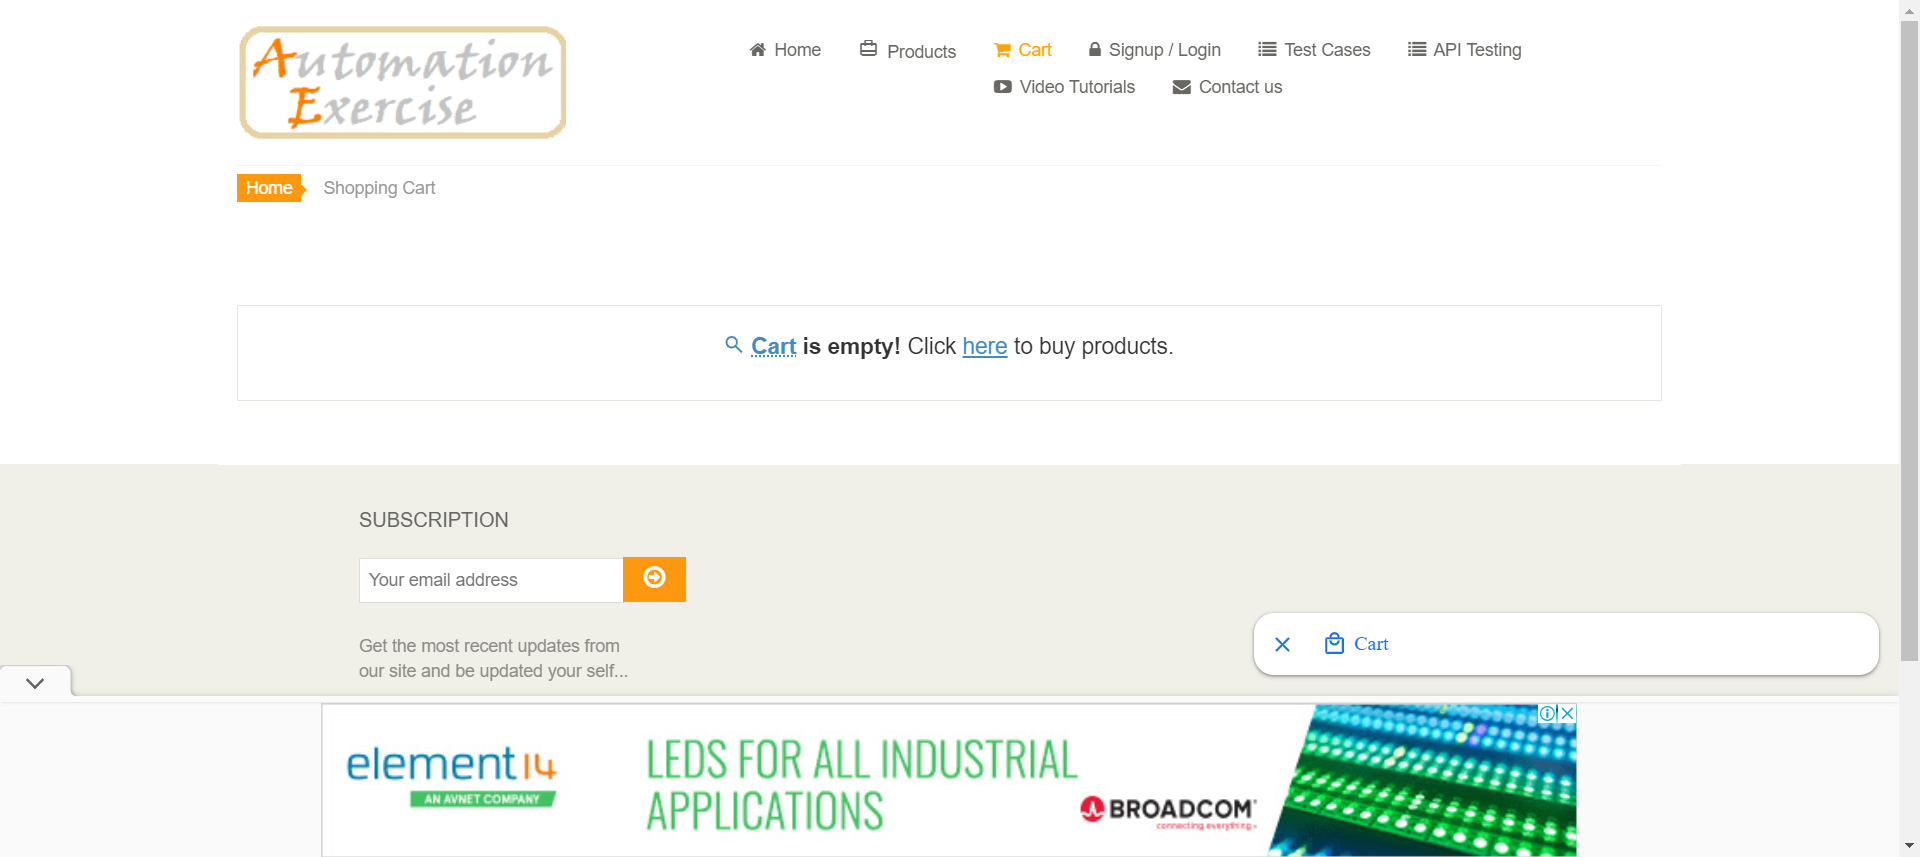 Automation
Exercise
Home
Products
Cart
Signup / Login
Test Cases
API Testing
Video Tutorials
Contact us
Home
Shopping Cart
Cart is empty! Click here to buy products.
SUBSCRIPTION
Your email address
Get the most recent updates from
our site and be updated your self...
Cart
element14
AN AVNET COMPANY
LEDS FOR ALL INDUSTRIAL
APPLICATIONS
BROADCOM
connecting everything